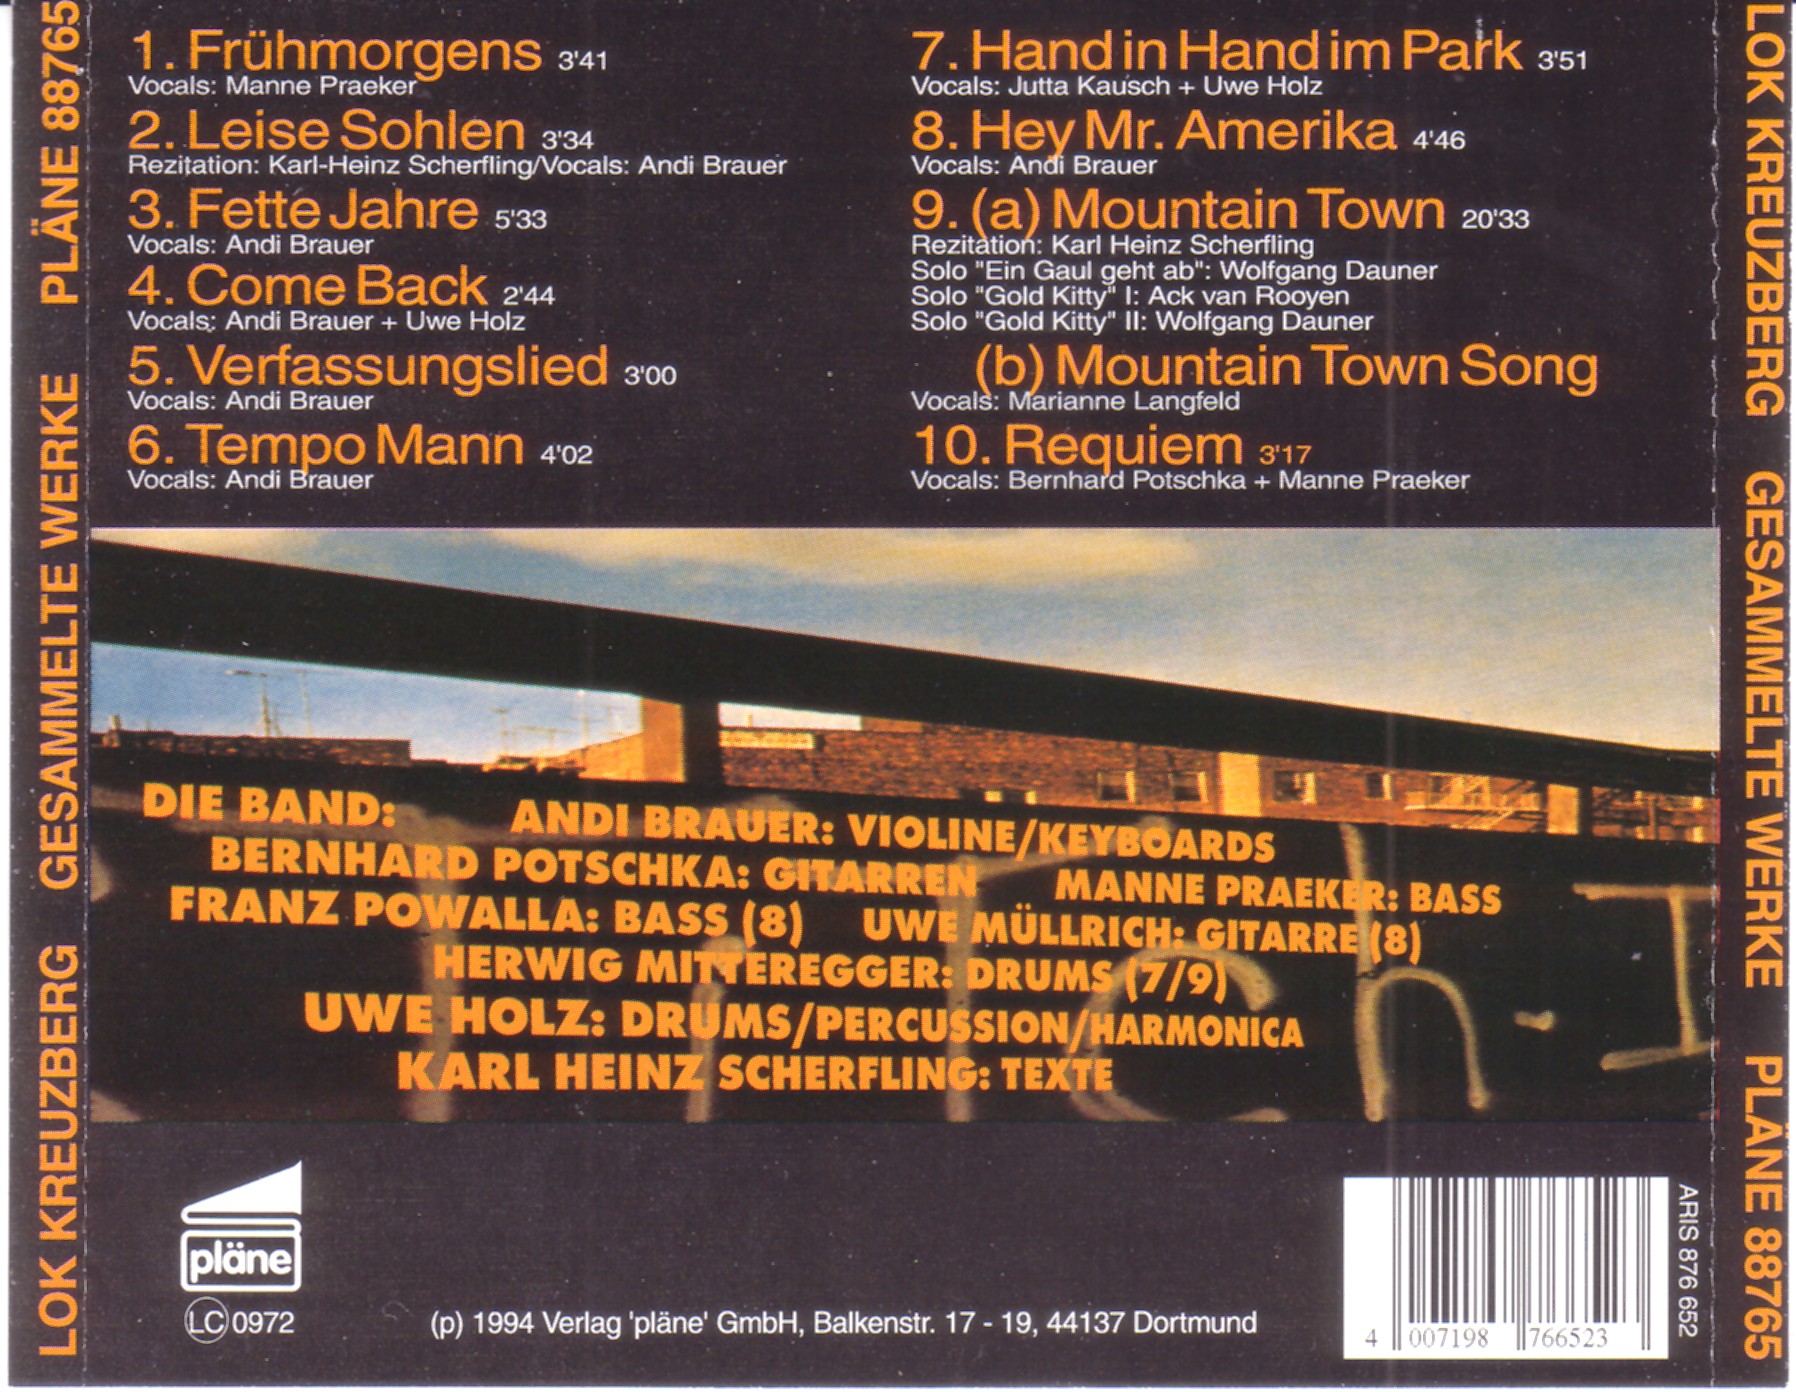 LOK KREUZBERG GESAMMELTE WERKE PLÄNE 88765
1. Frühmorgens 3'41
Vocals: Manne Praeker
2. Leise Sohlen 3'34
Rezitation: Karl-Heinz Scherfling/Vocals: Andi Brauer
3. Fette Jahre 5'33
Vocals: Andi Brauer
4. Come Back 2'44
Vocals: Andi Brauer + Uwe Holz
5. Verfassungslied 3'00
Vocals: Andi Brauer
6. Tempo Mann 4'02
Vocals: Andi Brauer
7. Hand in Hand im Park 3'51
Vocals: Jutta Kausch + Uwe Holz
8. Hey Mr. Amerika 4'46
Vocals: Andi Brauer
9. (a) Mountain Town 20'33
Rezitation: Karl Heinz Scherfling
Solo "Ein Gaul geht ab": Wolfgang Dauner
Solo "Gold Kitty" I: Ack van Rooyen
Solo "Gold Kitty" II: Wolfgang Dauner
(b) Mountain Town Song
Vocals: Marianne Langfeld
10. Requiem 3'17
Vocals: Bernhard Potschka + Manne Praeker
DIE BAND: ANDI BRAUER: VIOLINE/KEYBOARDS
BERNHARD POTSCHKA: GITARREN MANNE PRAEKER: BASS
FRANZ POWALLA: BASS (8) UWE MÜLLRICH: GITARRE (8)
HERWIG MITTEREGGER: DRUMS (7/9)
UWE HOLZ: DRUMS/PERCUSSION/HARMONICA
KARL HEINZ SCHERFLING: TEXTE
pläne
LC 0972
(p) 1994 Verlag 'pläne' GmbH, Balkenstr. 17 - 19, 44137 Dortmund
4 007198 766523
ARIS 876 652
LOK KREUZBERG GESAMMELTE WERKE PLÄNE 88765